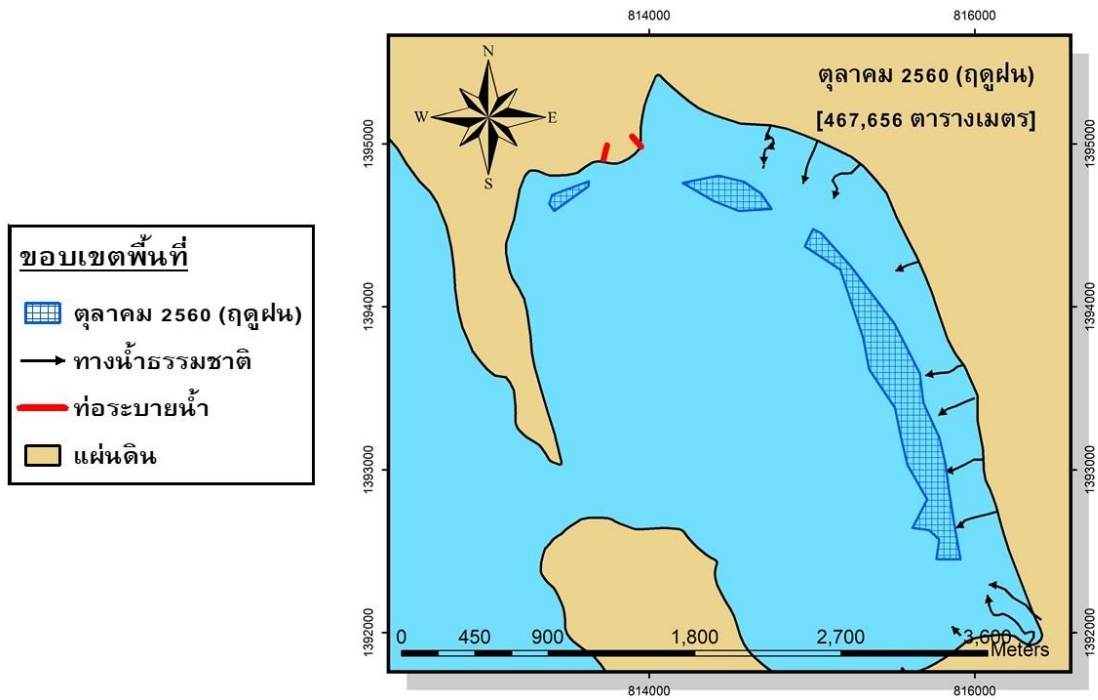 814000
816000
ตุลาคม 2560 (ฤดูฝน)
[467,656 ตารางเมตร]
N
W
E
S
1395000
1395000
ขอบเขตพื้นที่
ตุลาคม 2560 (ฤดูฝน)
ทางน้ำธรรมชาติ
ท่อระบายน้ำ
แผ่นดิน
1394000
1394000
1393000
1393000
1392000
1392000
0 450 900 1,800 2,700 3,600
Meters
814000
816000